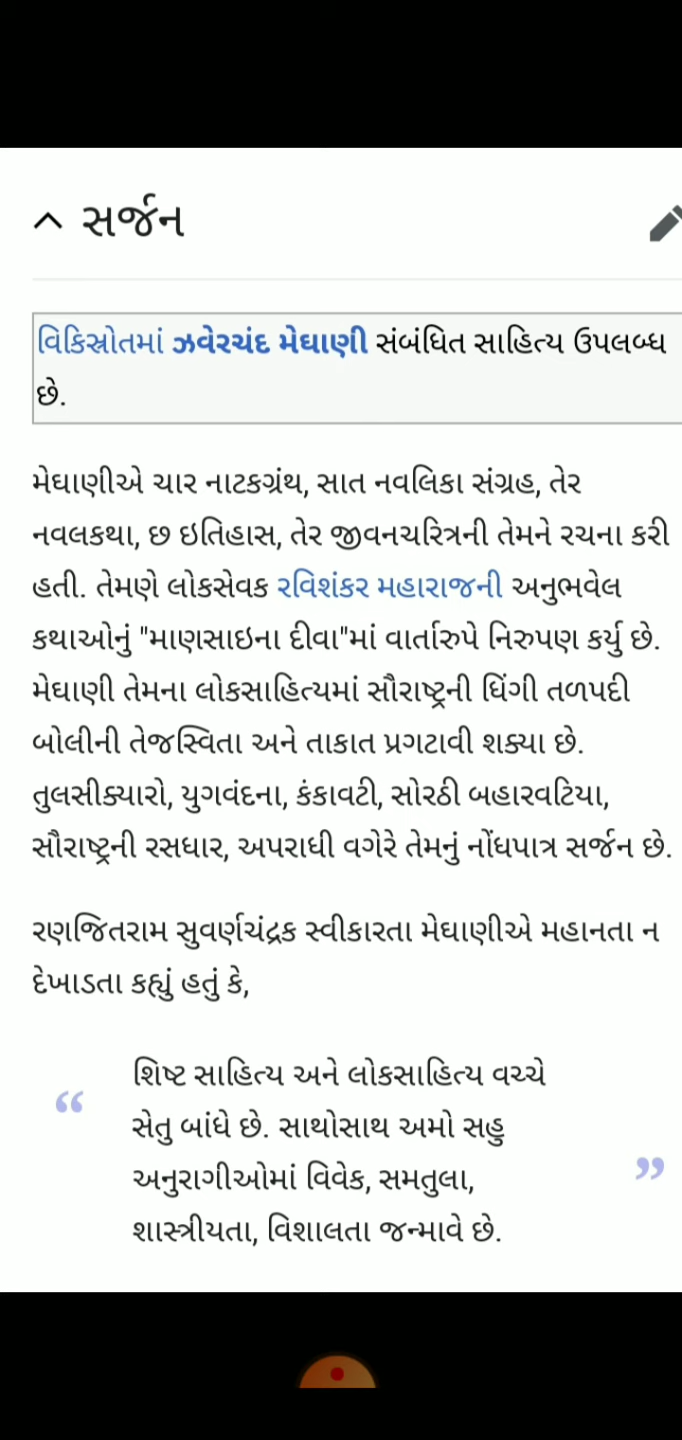 સર્જન
વિકિસ્રોતમાં ઝવેરચંદ મેઘાણી સંબંધિત સાહિત્ય ઉપલબ્ધ
છે.
મેઘાણીએ ચાર નાટકગ્રંથ, સાત નવલિકા સંગ્રહ, તેર
નવલકથા, છ ઇતિહાસ, તેર જીવનચરિત્રની તેમને રચના કરી
હતી. તેમણે લોકસેવક રવિશંકર મહારાજની અનુભવેલ
કથાઓનું "માણસાઇના દીવા"માં વાર્તારુપે નિરુપણ કર્યુ છે.
મેઘાણી તેમના લોકસાહિત્યમાં સૌરાષ્ટ્રની ધિંગી તળપદી
બોલીની તેજસ્વિતા અને તાકાત પ્રગટાવી શક્યા છે.
તુલસીક્યારો, યુગવંદના, કંકાવટી, સોરઠી બહારવટિયા,
સૌરાષ્ટ્રની રસધાર, અપરાધી વગેરે તેમનું નોંધપાત્ર સર્જન છે.
રણજિતરામ સુવર્ણચંદ્રક સ્વીકારતા મેઘાણીએ મહાનતા ન
દેખાડતા કહ્યું હતું કે,
“ શિષ્ટ સાહિત્ય અને લોકસાહિત્ય વચ્ચે
સેતુ બાંધે છે. સાથોસાથ અમો સહુ
અનુરાગીઓમાં વિવેક, સમતુલા,
શાસ્ત્રીયતા, વિશાલતા જન્માવે છે. ”